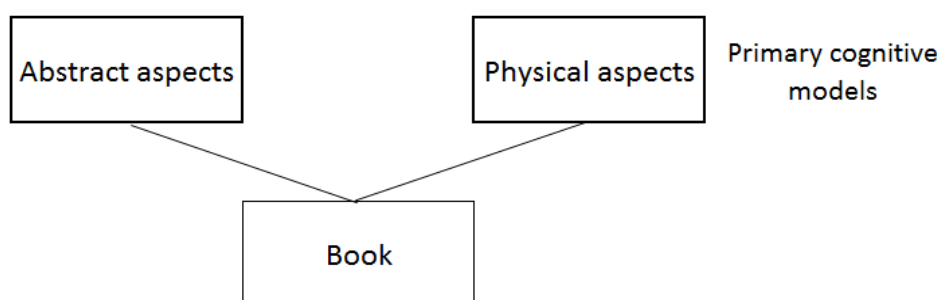 Abstract aspects
Physical aspects
Primary cognitive
models
Book